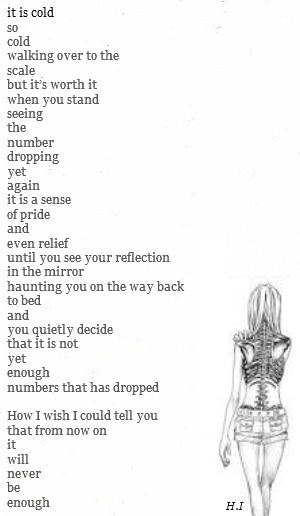 it is cold
so
cold
walking over to the
scale
but it's worth it
when you stand
seeing
the
number
dropping
yet
again
it is a sense
of pride
and
even relief
until you see your reflection
in the mirror
haunting you on the way back
to bed
and
you quietly decide
that it is not
yet
enough
numbers that has dropped

How I wish I could tell you
that from now on
it
will
never
be
enough
H.I